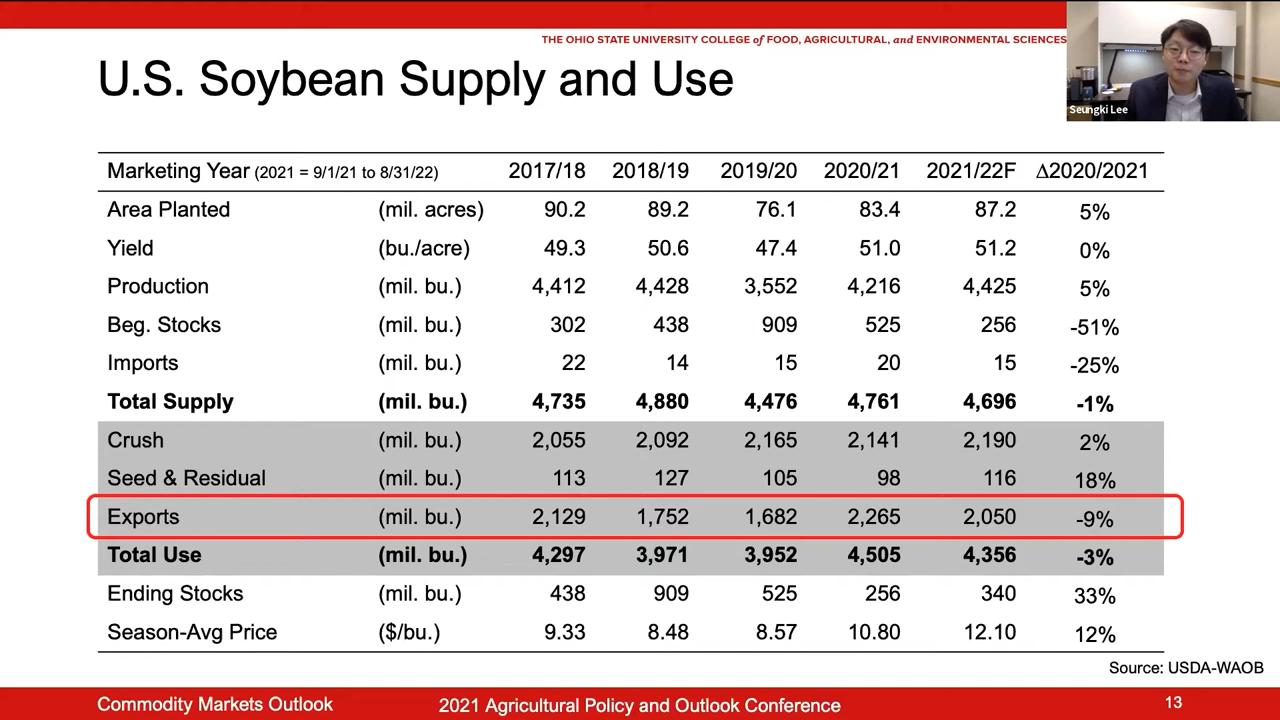 THE OHIO STATE UNIVERSITY COLLEGE of FOOD, AGRICULTURAL, and ENVIRONMENTAL SCIENCES
U.S. Soybean Supply and Use
Seungki Lee
Marketing Year (2021 = 9/1/21 to 8/31/22) 2017/18 2018/19 2019/20 2020/21 2021/22F Δ2020/2021
Area Planted (mil. acres) 90.2 89.2 76.1 83.4 87.2 5%
Yield (bu./acre) 49.3 50.6 47.4 51.0 51.2 0%
Production (mil. bu.) 4,412 4,428 3,552 4,216 4,425 5%
Beg. Stocks (mil. bu.) 302 438 909 525 256 -51%
Imports (mil. bu.) 22 14 15 20 15 -25%
Total Supply (mil. bu.) 4,735 4,880 4,476 4,761 4,696 -1%
Crush (mil. bu.) 2,055 2,092 2,165 2,141 2,190 2%
Seed & Residual (mil. bu.) 113 127 105 98 116 18%
Exports (mil. bu.) 2,129 1,752 1,682 2,265 2,050 -9%
Total Use (mil. bu.) 4,297 3,971 3,952 4,505 4,356 -3%
Ending Stocks (mil. bu.) 438 909 525 256 340 33%
Season-Avg Price ($/bu.) 9.33 8.48 8.57 10.80 12.10 12%
Source: USDA-WAOB
Commodity Markets Outlook 2021 Agricultural Policy and Outlook Conference 13